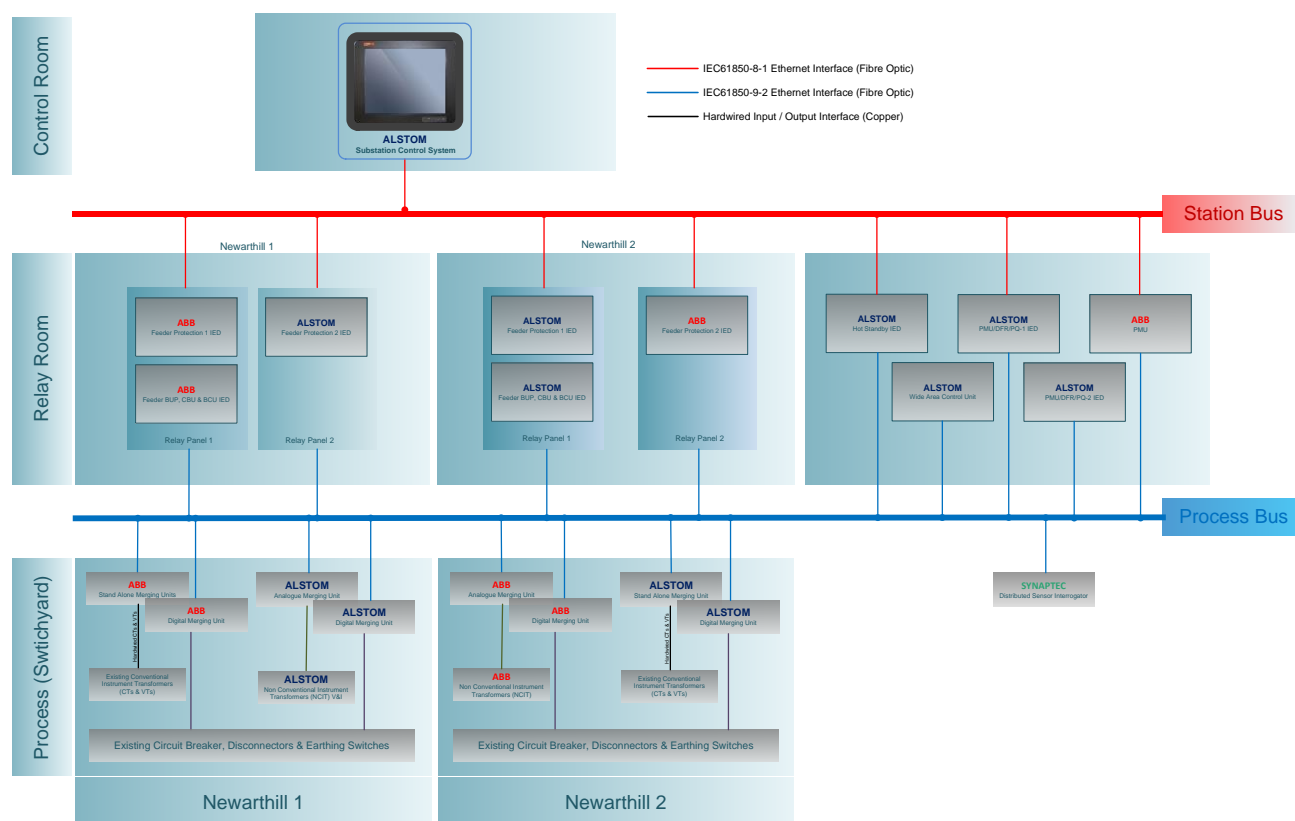 Control Room
ALSTOM
Substation Control System
IEC61850-8-1 Ethernet Interface (Fibre Optic)
IEC61850-9-2 Ethernet Interface (Fibre Optic)
Hardwired Input / Output Interface (Copper)
Station Bus
Relay Room
Newarthill 1
ABB
Feeder Protection 1 IED
ABB
Feeder BUP, CBU & BCU IED
Relay Panel 1
ALSTOM
Feeder Protection 2 IED
Relay Panel 2
Newarthill 2
ALSTOM
Feeder Protection 1 IED
ALSTOM
Feeder BUP, CBU & BCU IED
Relay Panel 1
ABB
Feeder Protection 2 IED
Relay Panel 2
ALSTOM
Hot Standby IED
ALSTOM
PMU/DFR/PQ-1 IED
ABB
PMU
ALSTOM
Wide Area Control Unit
ALSTOM
PMU/DFR/PQ-2 IED
Process Bus
Process (Swtichyard)
ABB
Stand Alone Merging Units
ABB
Digital Merging Unit
Hardwired CTs & VTs
Existing Conventional
Instrument Transformers
(CTs & VTs)
ALSTOM
Analogue Merging Unit
ALSTOM
Digital Merging Unit
ALSTOM
Non Conventional Instrument
Transformers (NCIT) V&I
Existing Circuit Breaker, Disconnectors & Earthing Switches
Newarthill 1
ABB
Analogue Merging Unit
ABB
Digital Merging Unit
ABB
Non Conventional Instrument
Transformers (NCIT)
ALSTOM
Stand Alone Merging Unit
ALSTOM
Digital Merging Unit
Hardwired CTs & VTs
Existing Conventional
Instrument Transformers
(CTs & VTs)
Existing Circuit Breaker, Disconnectors & Earthing Switches
Newarthill 2
SYNAPTEC
Distributed Sensor Interrogator